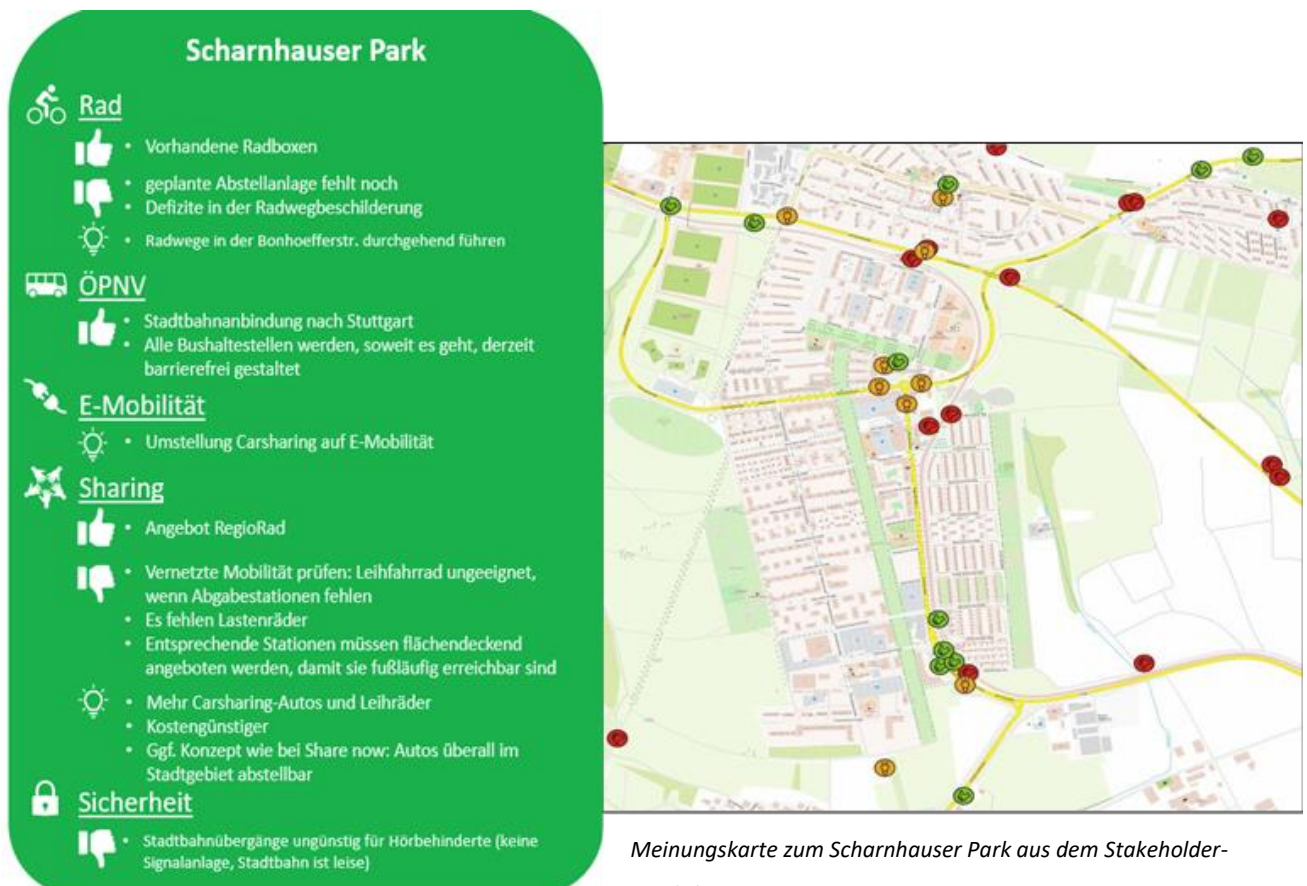 Scharnhauser Park
Rad
• Vorhandene Radboxen
• geplante Abstellanlage fehlt noch
• Defizite in der Radwegbeschilderung
• Radwege in der Bonhoefferstr. durchgehend führen
ÖPNV
• Stadtbahnanbindung nach Stuttgart
• Alle Bushaltestellen werden, soweit es geht, derzeit
barrierefrei gestaltet
E-Mobilität
• Umstellung Carsharing auf E-Mobilität
Sharing
• Angebot RegioRad
• Vernetzte Mobilität prüfen: Leihfahrrad ungeeignet,
wenn Abgabestationen fehlen
• Es fehlen Lastenräder
• Entsprechende Stationen müssen flächendeckend
angeboten werden, damit sie fußläufig erreichbar sind
• Mehr Carsharing-Autos und Leihräder
• Kostengünstiger
• Ggf. Konzept wie bei Share now: Autos überall im
Stadtgebiet abstellbar
Sicherheit
• Stadtbahnübergänge ungünstig für Hörbehinderte (keine
Signalanlage, Stadtbahn ist leise)
Meinungskarte zum Scharnhauser Park aus dem Stakeholder-